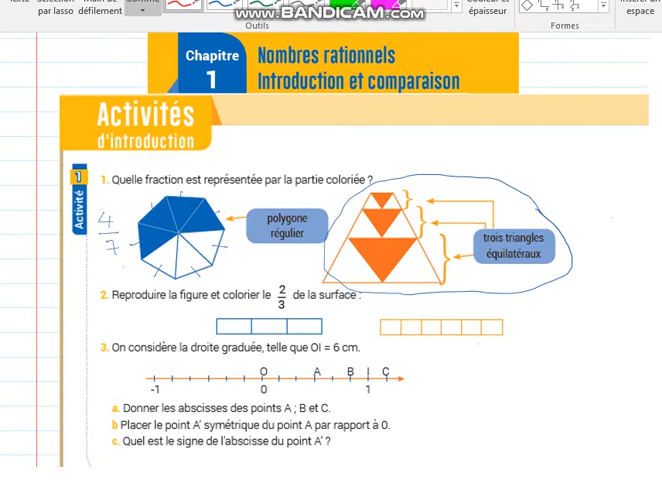 par lasso
défilement
www.BANDICAM.com
Couleur et
épaisseur
Insérer un
espace
Outils
Formes
Chapitre
1
Nombres rationnels
Introduction et comparaison
Activités
d'introduction
Activité 1
1. Quelle fraction est représentée par la partie coloriée ?
4
7
polygone
régulier
trois triangles
équilatéraux
2. Reproduire la figure et colorier le 2/3 de la surface :
3. On considère la droite graduée, telle que OI = 6 cm.
O A B I C
-1 0 1
a. Donner les abscisses des points A ; B et C.
b Placer le point A' symétrique du point A par rapport à 0.
c. Quel est le signe de l'abscisse du point A' ?